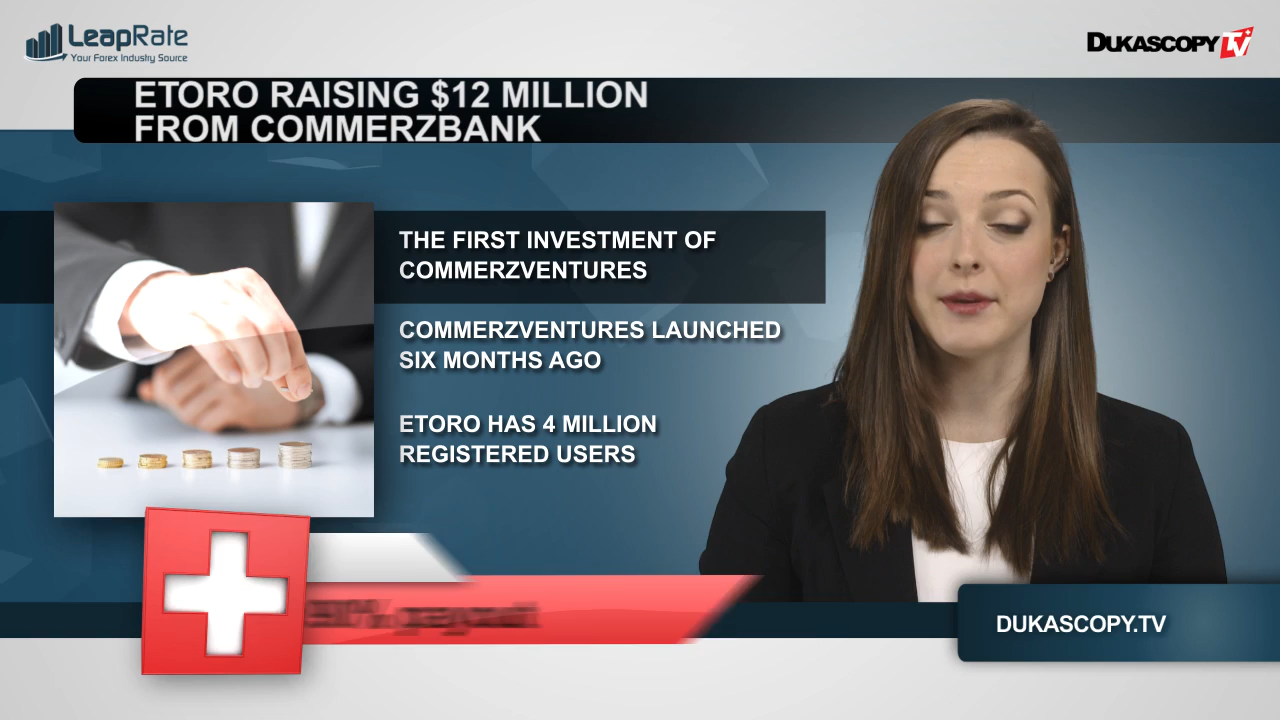 LeapRate
Your Forex Industry Source
DUKASCOPY TV
ETORO RAISING $12 MILLION
FROM COMMERZBANK
THE FIRST INVESTMENT OF
COMMERZVENTURES
COMMERZVENTURES LAUNCHED
SIX MONTHS AGO
ETORO HAS 4 MILLION
REGISTERED USERS
DUKASCOPY.TV